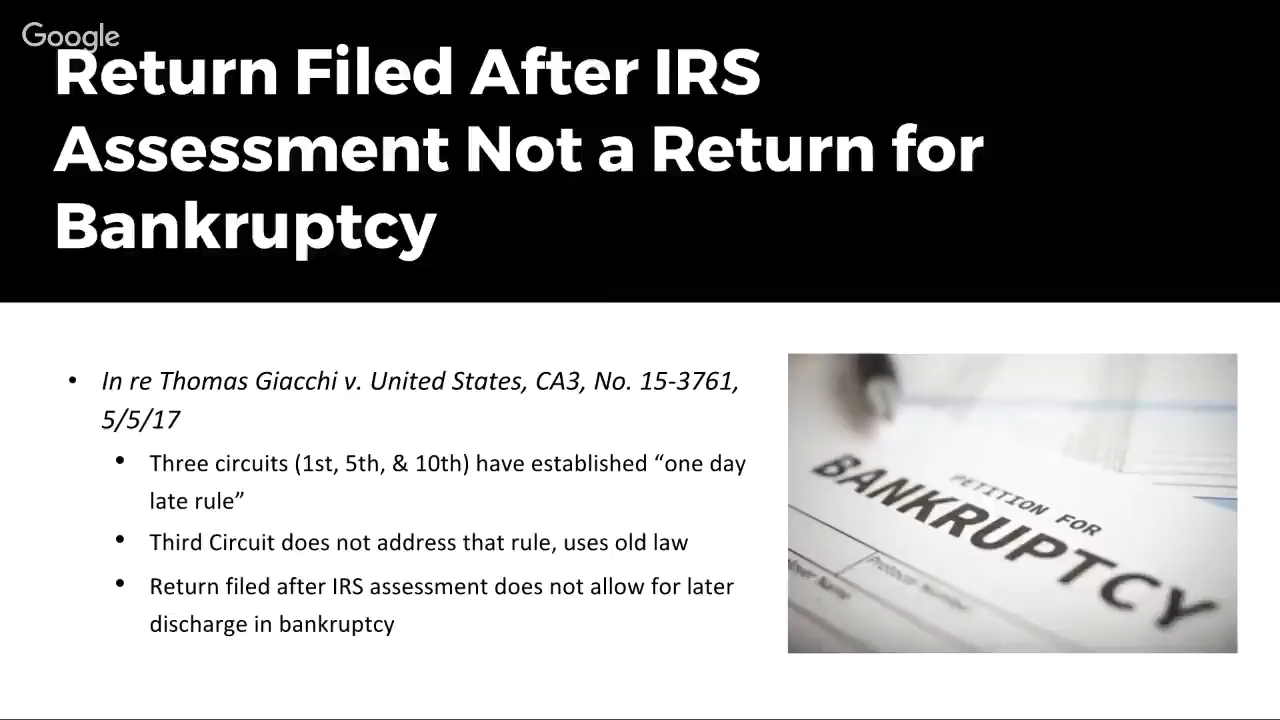 Google
Return Filed After IRS
Assessment Not a Return for
Bankruptcy
• In re Thomas Giacchi v. United States, CA3, No. 15-3761,
5/5/17
• Three circuits (1st, 5th, & 10th) have established “one day
late rule”
• Third Circuit does not address that rule, uses old law
• Return filed after IRS assessment does not allow for later
discharge in bankruptcy
PETITION FOR
BANKRUPTCY
Name